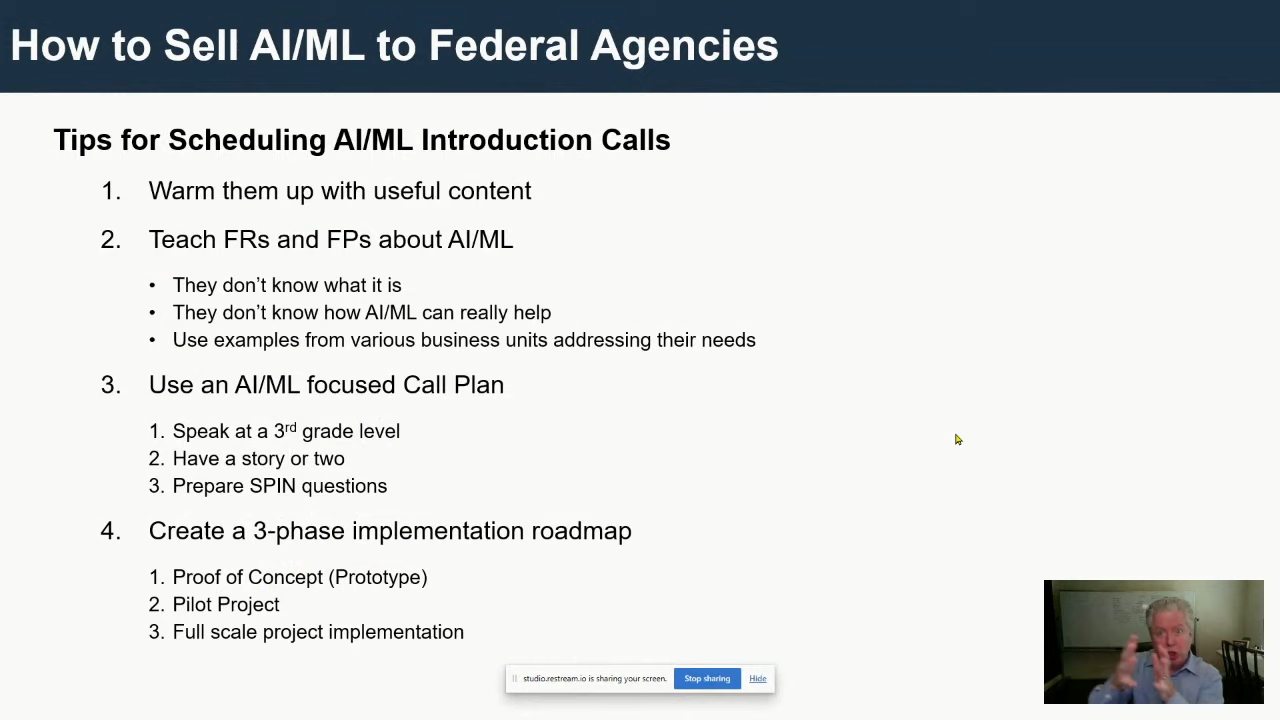 How to Sell AI/ML to Federal Agencies
Tips for Scheduling AI/ML Introduction Calls
1. Warm them up with useful content
2. Teach FRs and FPs about AI/ML
• They don’t know what it is
• They don’t know how AI/ML can really help
• Use examples from various business units addressing their needs
3. Use an AI/ML focused Call Plan
1. Speak at a 3rd grade level
2. Have a story or two
3. Prepare SPIN questions
4. Create a 3-phase implementation roadmap
1. Proof of Concept (Prototype)
2. Pilot Project
3. Full scale project implementation
studio.restream.io is sharing your screen. Stop sharing Hide